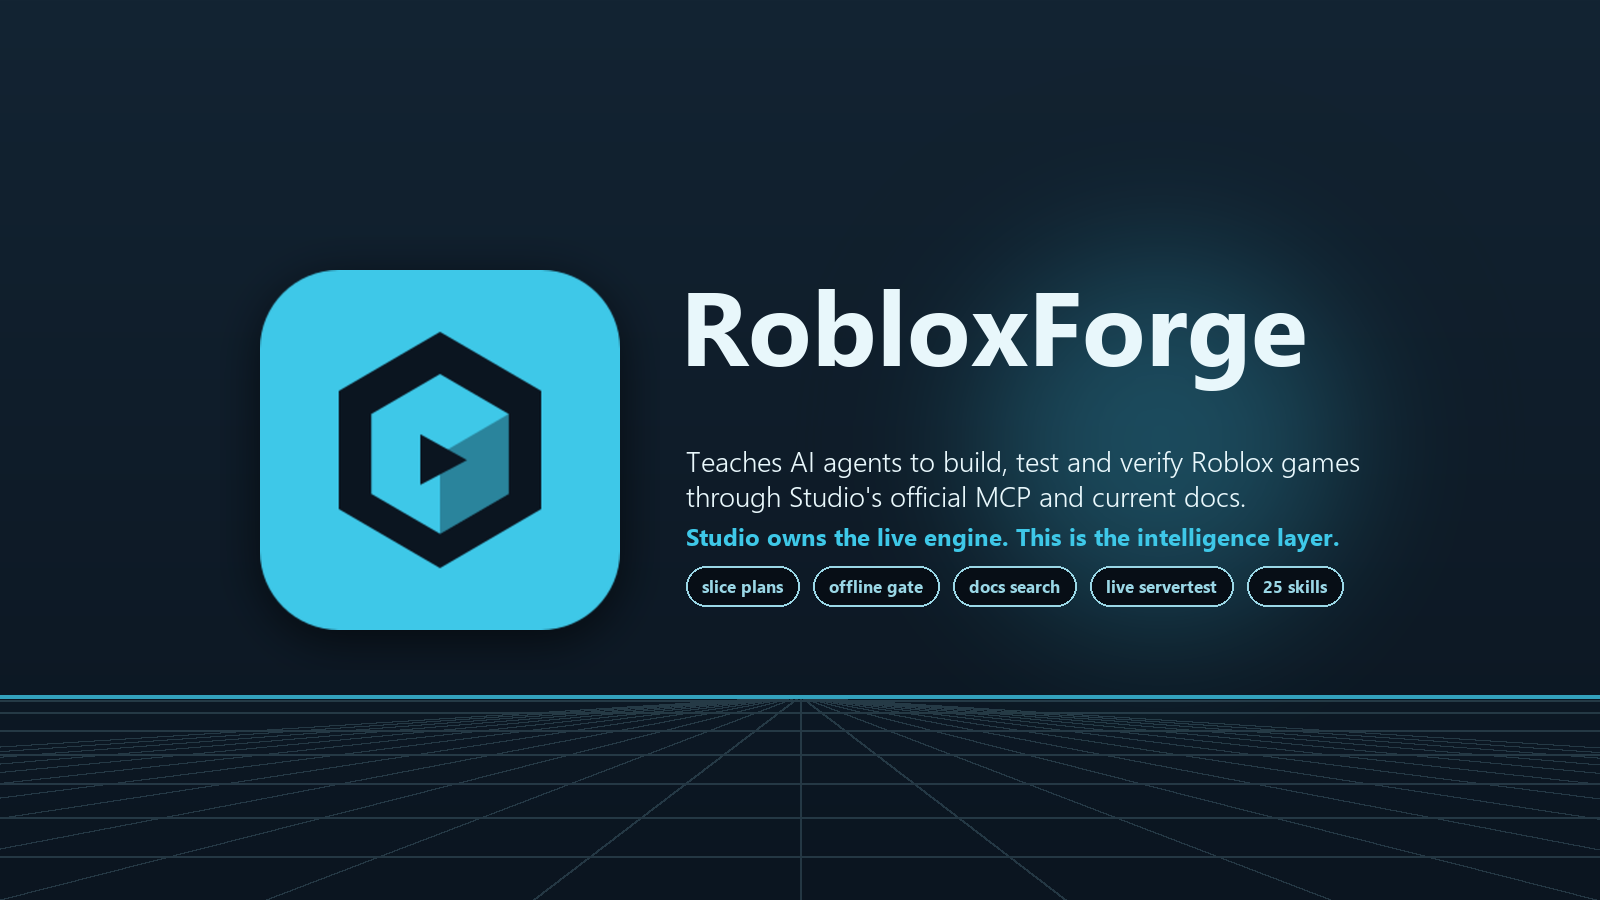 RobloxForge
Teaches AI agents to build, test and verify Roblox games
through Studio's official MCP and current docs.
Studio owns the live engine. This is the intelligence layer.
slice plans offline gate docs search live servertest 25 skills